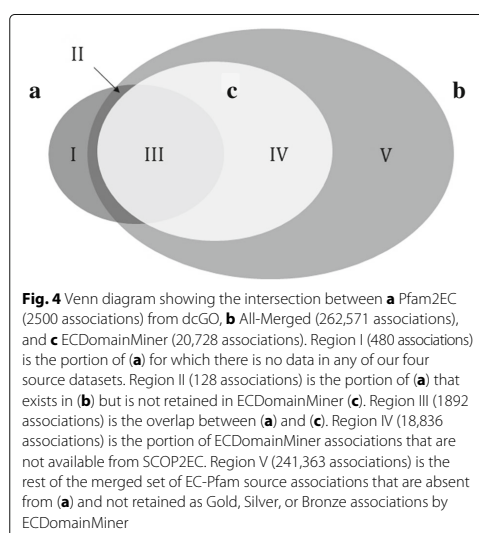 II
a
c
b
I
III
IV
V
Fig. 4 Venn diagram showing the intersection between a Pfam2EC
(2500 associations) from dcGO, b All-Merged (262,571 associations),
and c ECDomainMiner (20,728 associations). Region I (480 associations)
is the portion of (a) for which there is no data in any of our four
source datasets. Region II (128 associations) is the portion of (a) that
exists in (b) but is not retained in ECDomainMiner (c). Region III (1892
associations) is the overlap between (a) and (c). Region IV (18,836
associations) is the portion of ECDomainMiner associations that are
not available from SCOP2EC. Region V (241,363 associations) is the
rest of the merged set of EC-Pfam source associations that are absent
from (a) and not retained as Gold, Silver, or Bronze associations by
ECDomainMiner